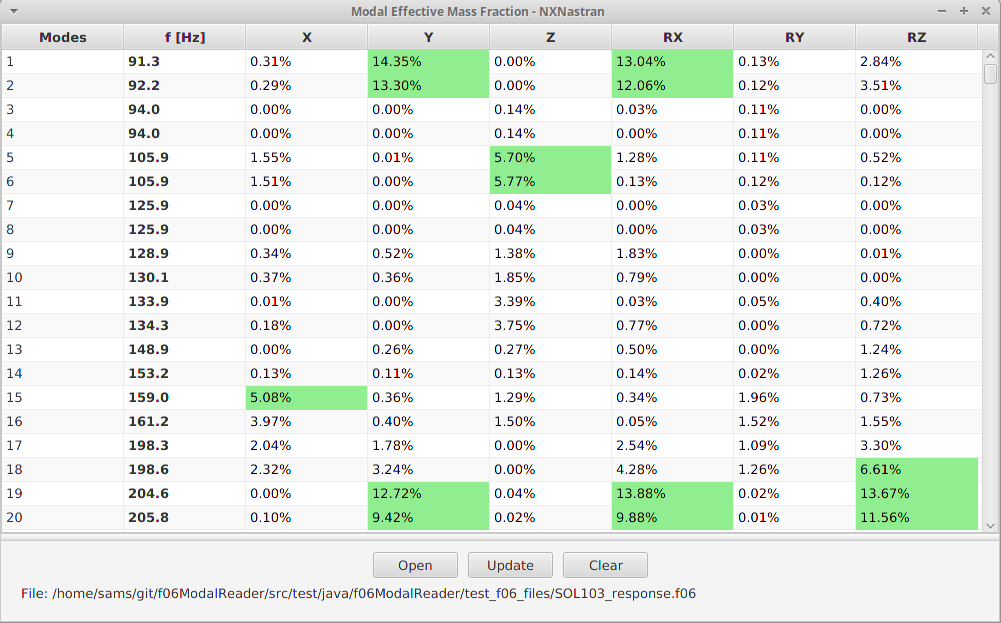 Modal Effective Mass Fraction - NXNastran
Modes f [Hz] X Y Z RX RY RZ
1 91.3 0.31% 14.35% 0.00% 13.04% 0.13% 2.84%
2 92.2 0.29% 13.30% 0.00% 12.06% 0.12% 3.51%
3 94.0 0.00% 0.00% 0.14% 0.03% 0.11% 0.00%
4 94.0 0.00% 0.00% 0.14% 0.00% 0.11% 0.00%
5 105.9 1.55% 0.01% 5.70% 1.28% 0.11% 0.52%
6 105.9 1.51% 0.00% 5.77% 0.13% 0.12% 0.12%
7 125.9 0.00% 0.00% 0.04% 0.00% 0.03% 0.00%
8 125.9 0.00% 0.00% 0.04% 0.00% 0.03% 0.00%
9 128.9 0.34% 0.52% 1.38% 1.83% 0.00% 0.01%
10 130.1 0.37% 0.36% 1.85% 0.79% 0.00% 0.00%
11 133.9 0.01% 0.00% 3.39% 0.03% 0.05% 0.40%
12 134.3 0.18% 0.00% 3.75% 0.77% 0.00% 0.72%
13 148.9 0.00% 0.26% 0.27% 0.50% 0.00% 1.24%
14 153.2 0.13% 0.11% 0.13% 0.14% 0.02% 1.26%
15 159.0 5.08% 0.36% 1.29% 0.34% 1.96% 0.73%
16 161.2 3.97% 0.40% 1.50% 0.05% 1.52% 1.55%
17 198.3 2.04% 1.78% 0.00% 2.54% 1.09% 3.30%
18 198.6 2.32% 3.24% 0.00% 4.28% 1.26% 6.61%
19 204.6 0.00% 12.72% 0.04% 13.88% 0.02% 13.67%
20 205.8 0.10% 9.42% 0.02% 9.88% 0.01% 11.56%
Open Update Clear
File: /home/sams/git/f06ModalReader/src/test/java/f06ModalReader/test_f06_files/SOL103_response.f06